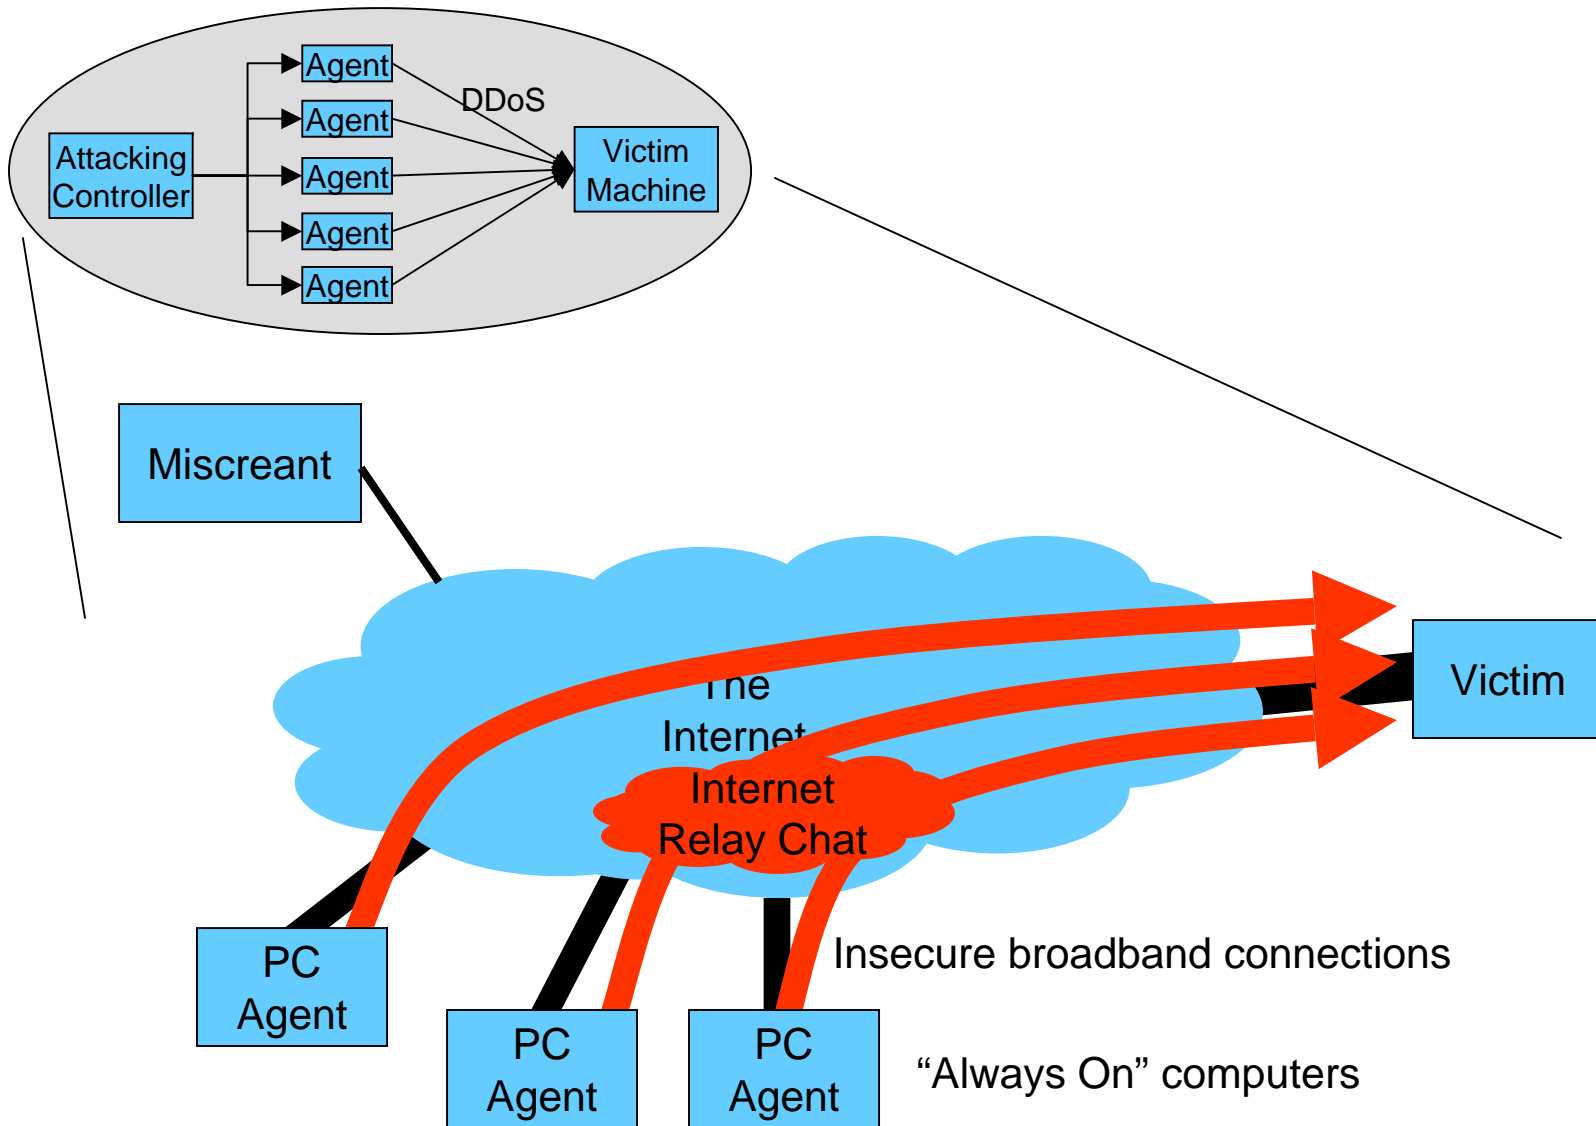 Agent
Agent
Agent
Agent
Agent
DDoS
Attacking
Controller
Victim
Machine
Miscreant
The
Internet
Internet
Relay Chat
Victim
PC
Agent
PC
Agent
PC
Agent
Insecure broadband connections
“Always On” computers